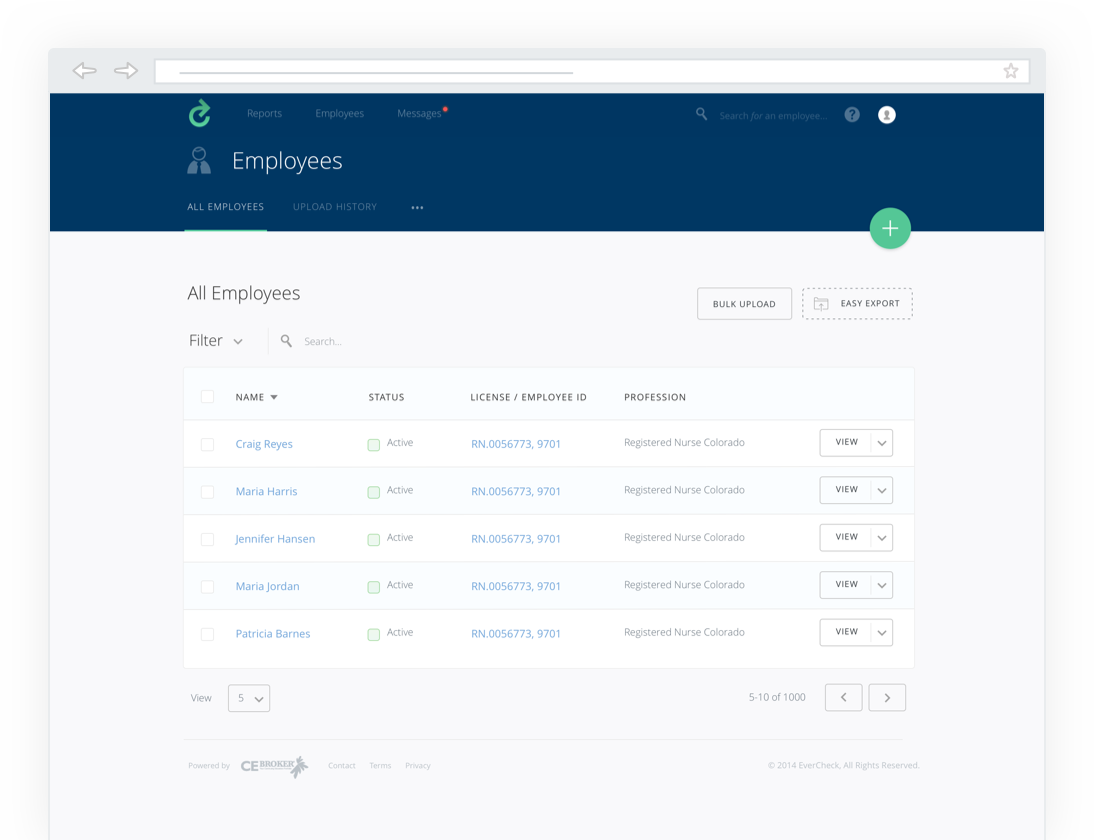 Reports Employees Messages Search for an employee... ?
Employees
ALL EMPLOYEES UPLOAD HISTORY
All Employees
BULK UPLOAD EASY EXPORT
Filter Search...
NAME STATUS LICENSE / EMPLOYEE ID PROFESSION
Craig Reyes Active RN.0056773, 9701 Registered Nurse Colorado VIEW
Maria Harris Active RN.0056773, 9701 Registered Nurse Colorado VIEW
Jennifer Hansen Active RN.0056773, 9701 Registered Nurse Colorado VIEW
Maria Jordan Active RN.0056773, 9701 Registered Nurse Colorado VIEW
Patricia Barnes Active RN.0056773, 9701 Registered Nurse Colorado VIEW
View 5 5-10 of 1000
Powered by CE BROKER Contact Terms Privacy © 2014 EverCheck, All Rights Reserved.